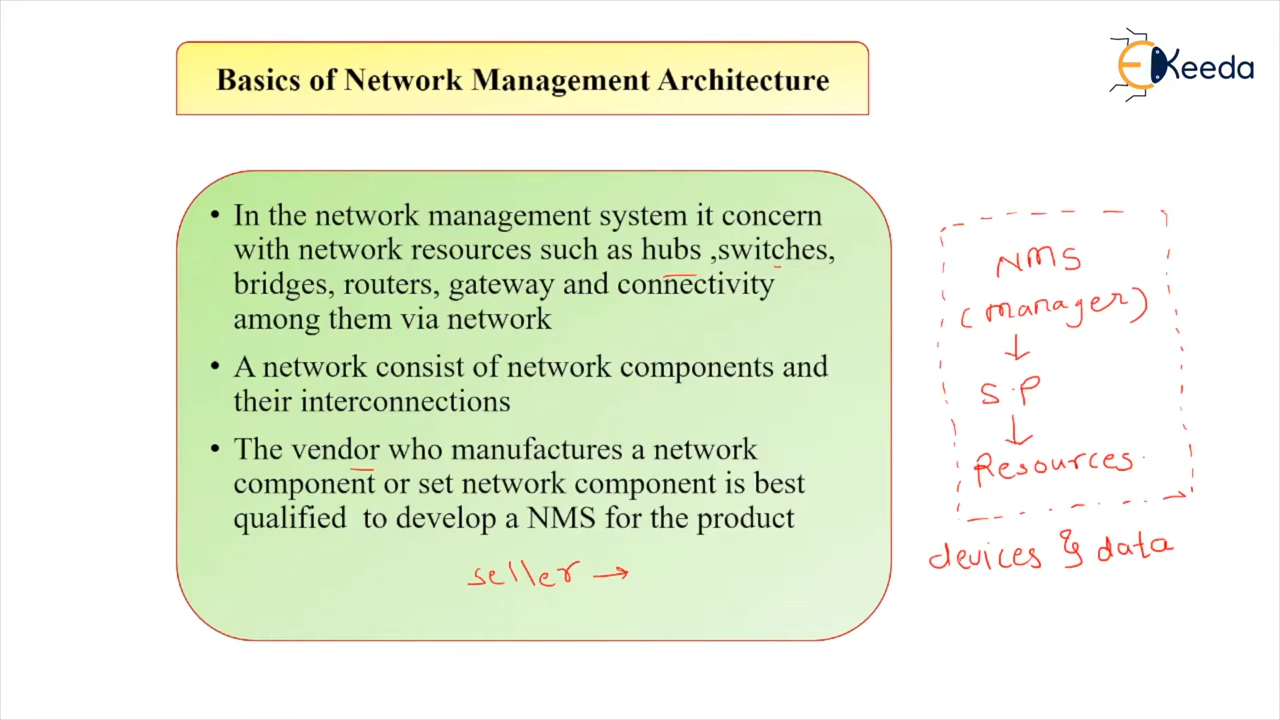 Basics of Network Management Architecture
EKeeda
• In the network management system it concern
with network resources such as hubs ,switches,
bridges, routers, gateway and connectivity
among them via network
• A network consist of network components and
their interconnections
• The vendor who manufactures a network
component or set network component is best
qualified to develop a NMS for the product
seller →
NMS
(manager)
↓
S.P
↓
Resources
devices & data